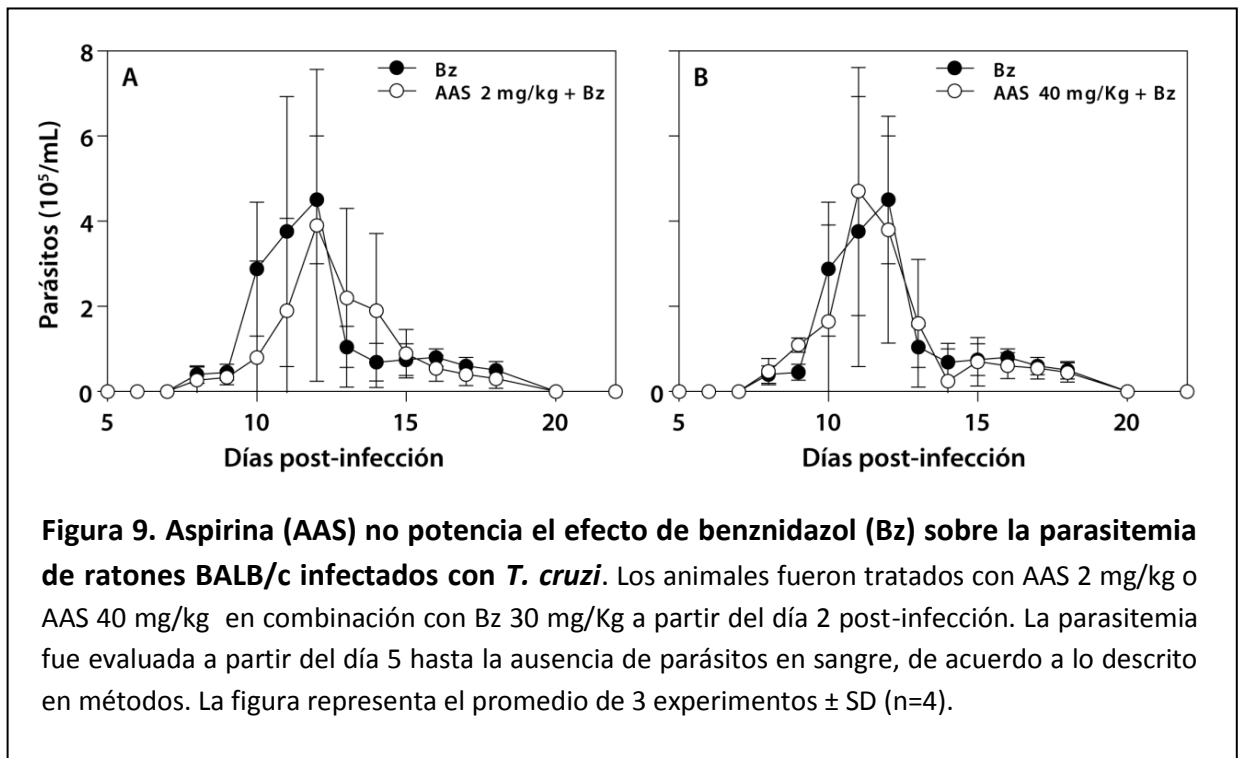 A
Bz
AAS 2 mg/kg + Bz
8
6
4
2
0
Parásitos (10⁵/mL)
5 10 15 20
Días post-infección
B
Bz
AAS 40 mg/Kg + Bz
0
5 10 15 20
Días post-infección
Figura 9. Aspirina (AAS) no potencia el efecto de benznidazol (Bz) sobre la parasitemia
de ratones BALB/c infectados con T. cruzi. Los animales fueron tratados con AAS 2 mg/kg o
AAS 40 mg/kg en combinación con Bz 30 mg/Kg a partir del día 2 post-infección. La parasitemia
fue evaluada a partir del día 5 hasta la ausencia de parásitos en sangre, de acuerdo a lo descrito
en métodos. La figura representa el promedio de 3 experimentos ± SD (n=4).